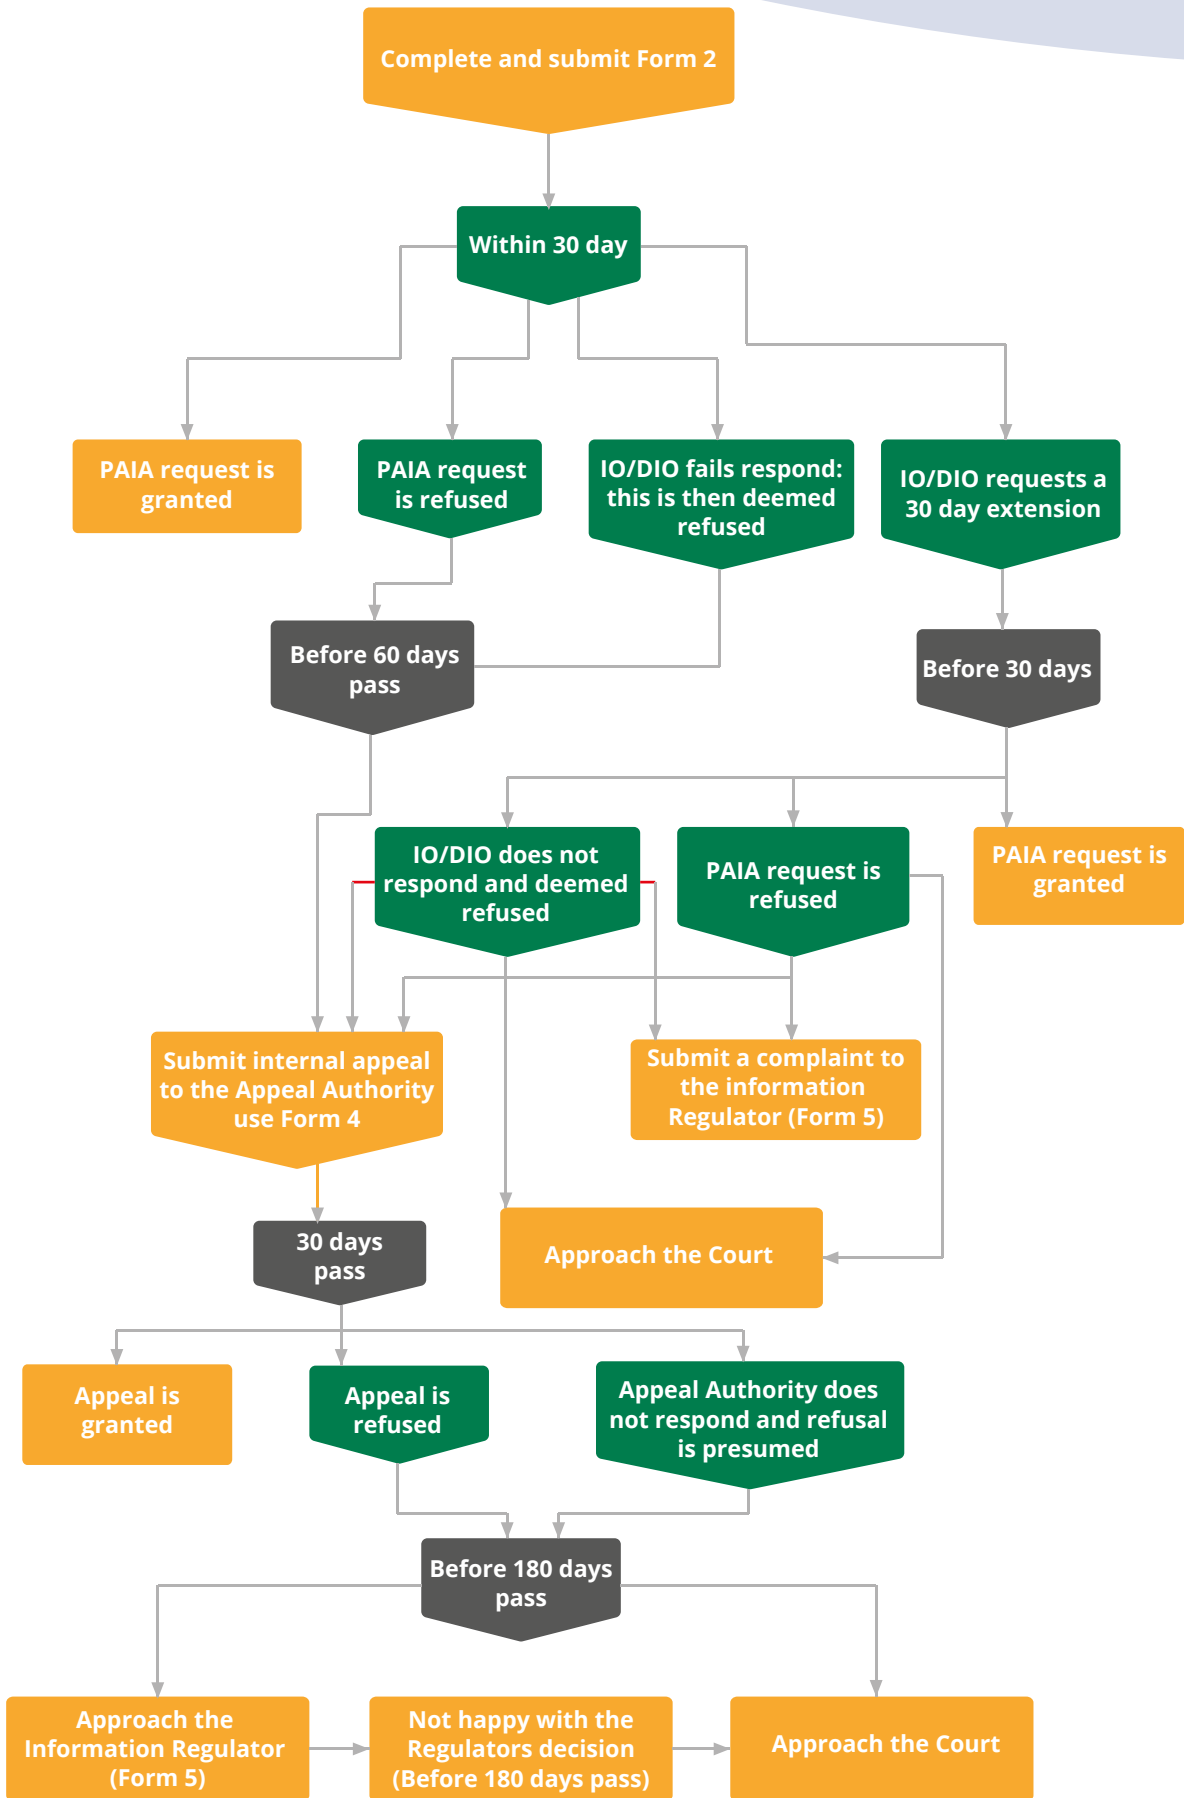 Complete and submit Form 2
Within 30 day
PAIA request is
granted
PAIA request
is refused
IO/DIO fails respond:
this is then deemed
refused
IO/DIO requests a
30 day extension
Before 60 days
pass
Before 30 days
IO/DIO does not
respond and deemed
refused
PAIA request is
refused
PAIA request is
granted
Submit internal appeal
to the Appeal Authority
use Form 4
Submit a complaint to
the information
Regulator (Form 5)
30 days
pass
Approach the Court
Appeal is
granted
Appeal is
refused
Appeal Authority does
not respond and refusal
is presumed
Before 180 days
pass
Approach the
Information Regulator
(Form 5)
Not happy with the
Regulators decision
(Before 180 days pass)
Approach the Court